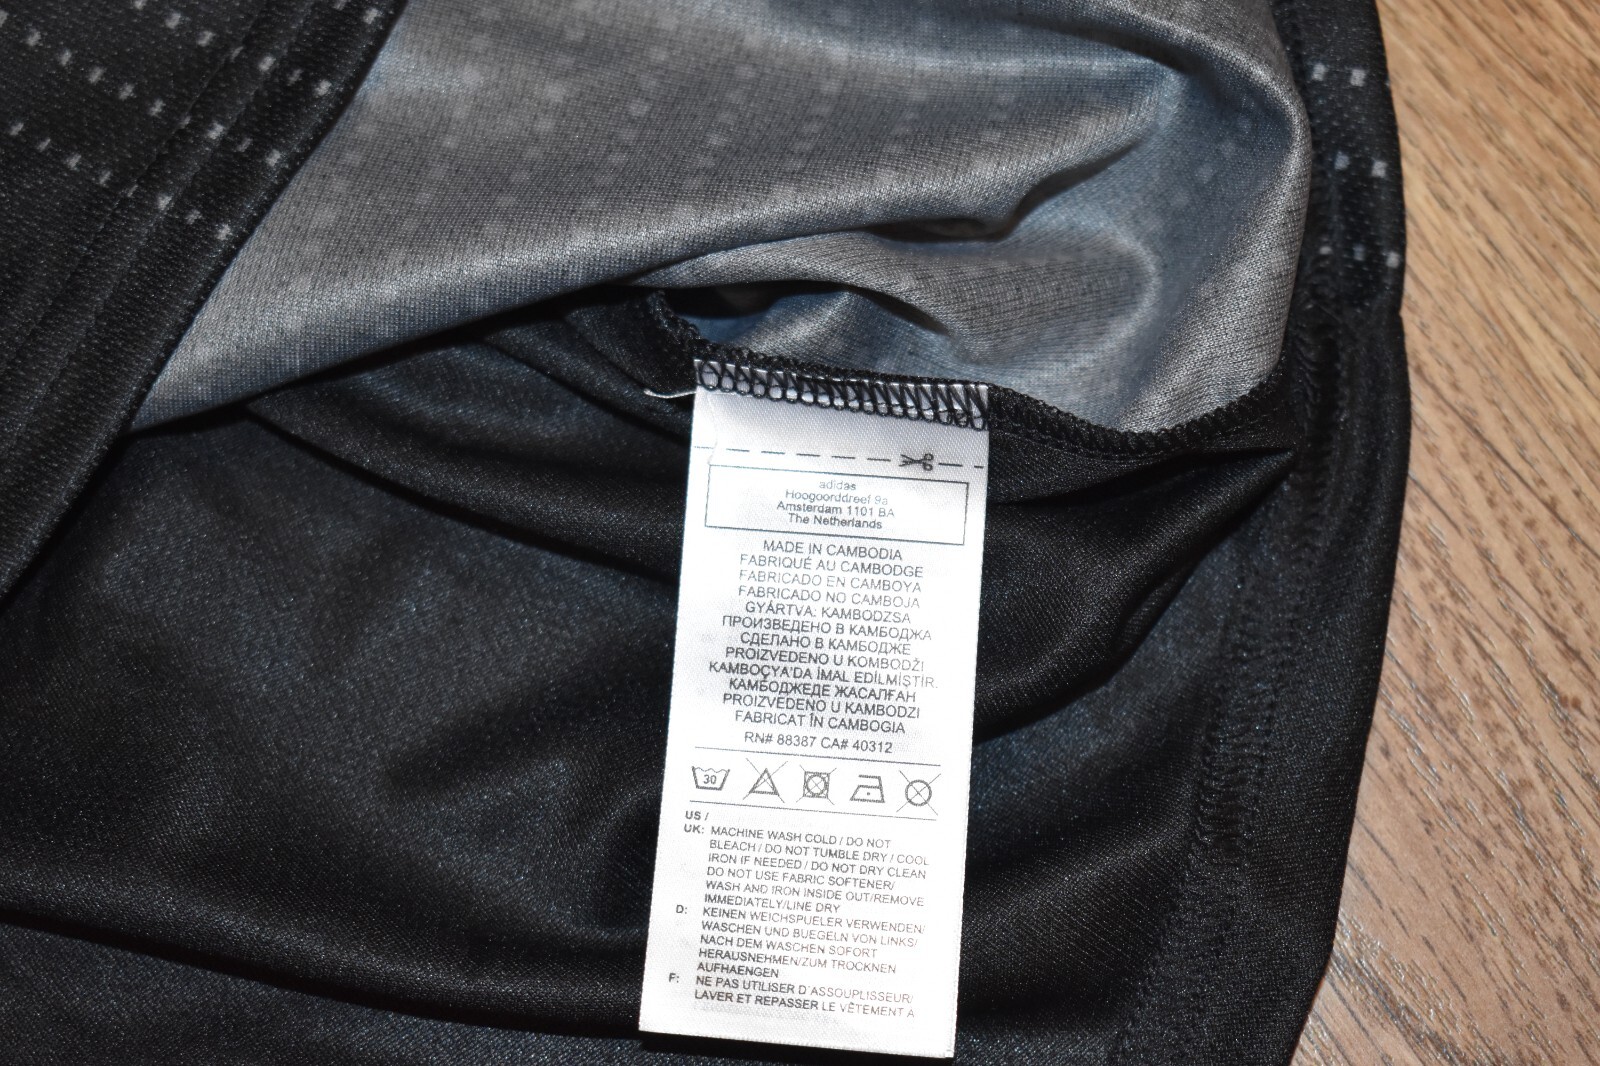 adidas
Hoogoorddreef 9a
Amsterdam 1101 BA
The Netherlands
MADE IN CAMBODIA
FABRIQUÉ AU CAMBODGE
FABRICADO EN CAMBOYA
FABRICADO NO CAMBOJA
GYÁRTVA: KAMBODZSA
ПРОИЗВЕДЕНО В КАМБОДЖА
СДЕЛАНО В КАМБОДЖЕ
PROIZVEDENO U KOMBODŽI
KAMBOÇYA'DA İMAL EDİLMİŞTİR.
КАМБОДЖЕДЕ ЖАСАЛҒАН
PROIZVEDENO U KAMBODZI
FABRICAT ÎN CAMBOGIA
RN# 88387 CA# 40312
30
US /
UK: MACHINE WASH COLD / DO NOT
BLEACH / DO NOT TUMBLE DRY / COOL
IRON IF NEEDED / DO NOT DRY CLEAN
DO NOT USE FABRIC SOFTENER/
WASH AND IRON INSIDE OUT/REMOVE
IMMEDIATELY/LINE DRY
D: KEINEN WEICHSPUELER VERWENDEN/
WASCHEN UND BUEGELN VON LINKS/
NACH DEM WASCHEN SOFORT
HERAUSNEHMEN/ZUM TROCKNEN
AUFHAENGEN
F: NE PAS UTILISER D'ASSOUPLISSEUR/
LAVER ET REPASSER LE VÊTEMENT À